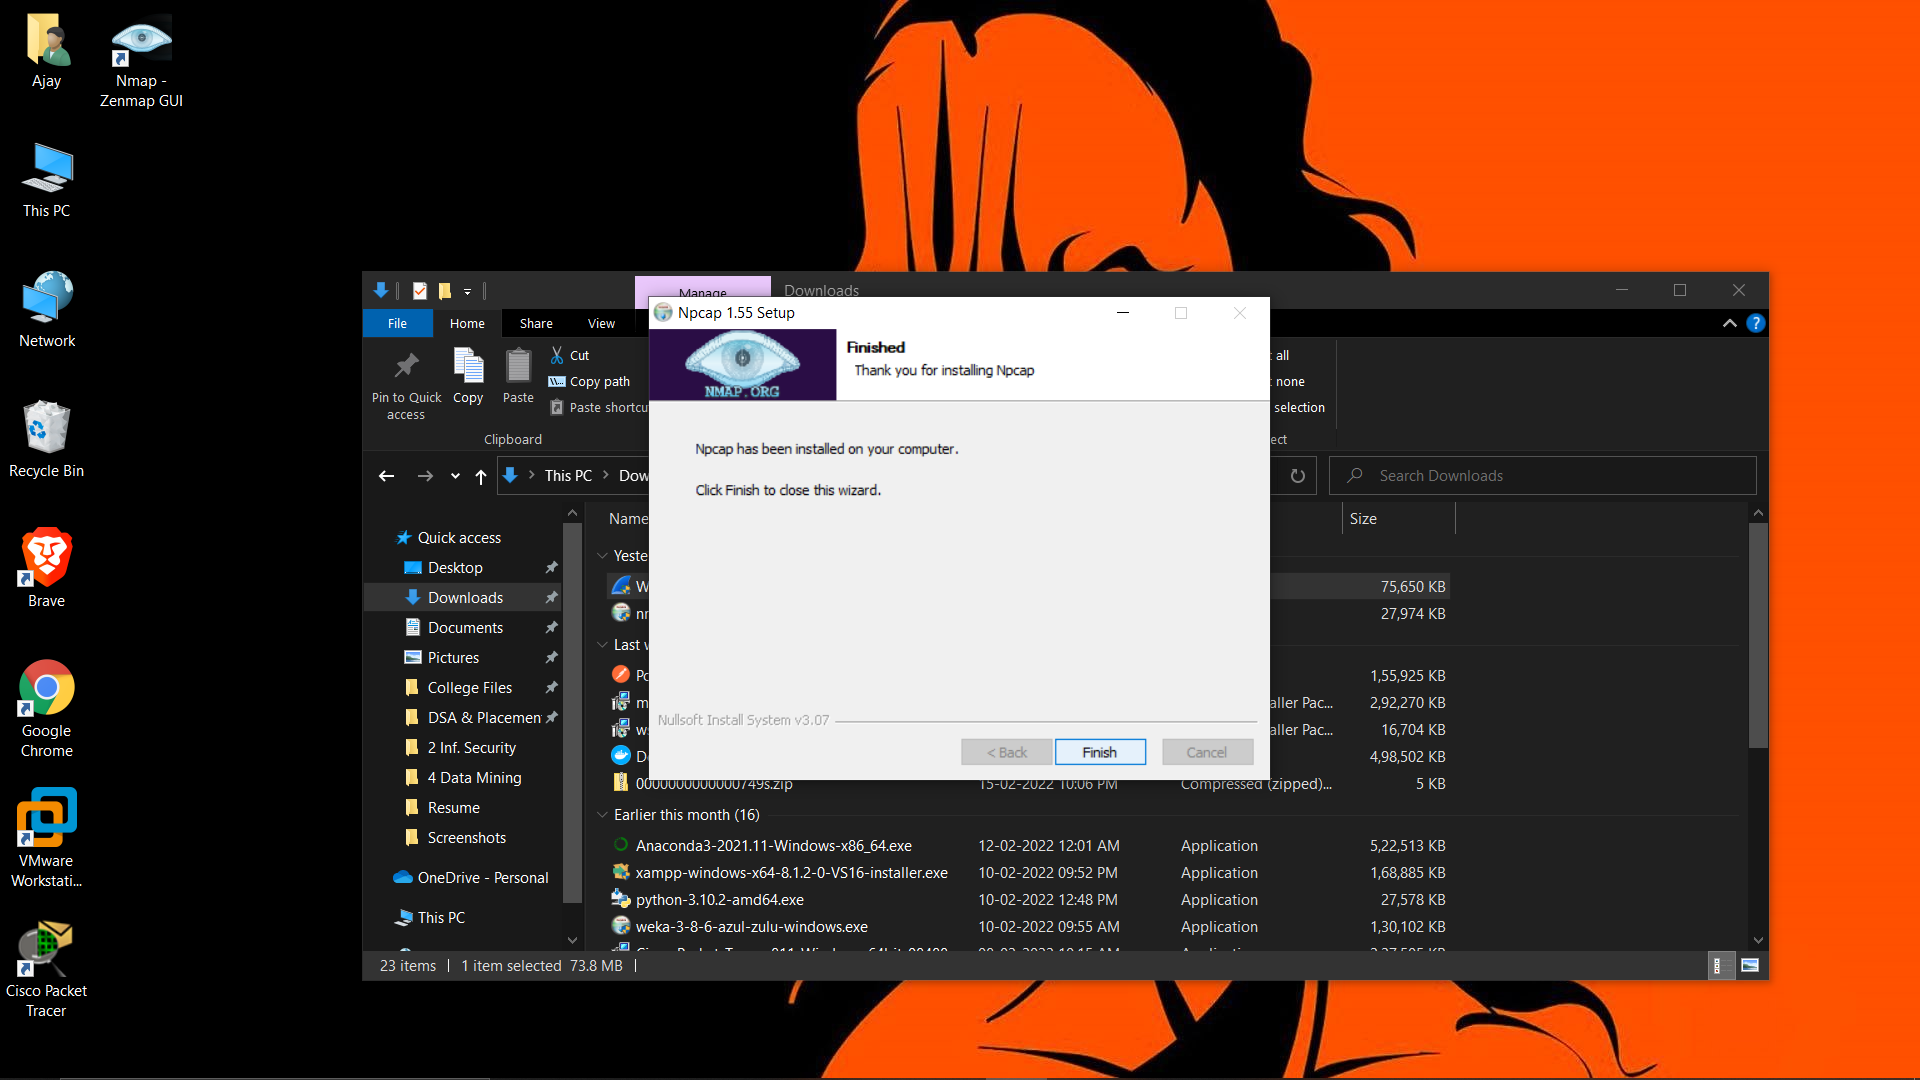 Ajay
Nmap -
Zenmap GUI
This PC
Network
Recycle Bin
Brave
Google
Chrome
VMware
Workstati...
Cisco Packet
Tracer
Manage
Downloads
File
Home
Share
View
Pin to Quick
access
Copy
Paste
Cut
Copy path
Paste shortcu
Clipboard
all
none
selection
ect
This PC
Dow
Search Downloads
Npcap 1.55 Setup
NMAP.ORG
Finished
Thank you for installing Npcap
Npcap has been installed on your computer.
Click Finish to close this wizard.
Nullsoft Install System v3.07
< Back
Finish
Cancel
Quick access
Desktop
Downloads
Documents
Pictures
College Files
DSA & Placemen
2 Inf. Security
4 Data Mining
Resume
Screenshots
OneDrive - Personal
This PC
Name
Size
Yeste
W
75,650 KB
nr
27,974 KB
Last w
Po
1,55,925 KB
m
aller Pac...
2,92,270 KB
ws
aller Pac...
16,704 KB
D
4,98,502 KB
0000000000000749s.zip
15-02-2022 10:06 PM
Compressed (zipped)...
5 KB
Earlier this month (16)
Anaconda3-2021.11-Windows-x86_64.exe
12-02-2022 12:01 AM
Application
5,22,513 KB
xampp-windows-x64-8.1.2-0-VS16-installer.exe
10-02-2022 09:52 PM
Application
1,68,885 KB
python-3.10.2-amd64.exe
10-02-2022 12:48 PM
Application
27,578 KB
weka-3-8-6-azul-zulu-windows.exe
10-02-2022 09:55 AM
Application
1,30,102 KB
23 items
1 item selected 73.8 MB